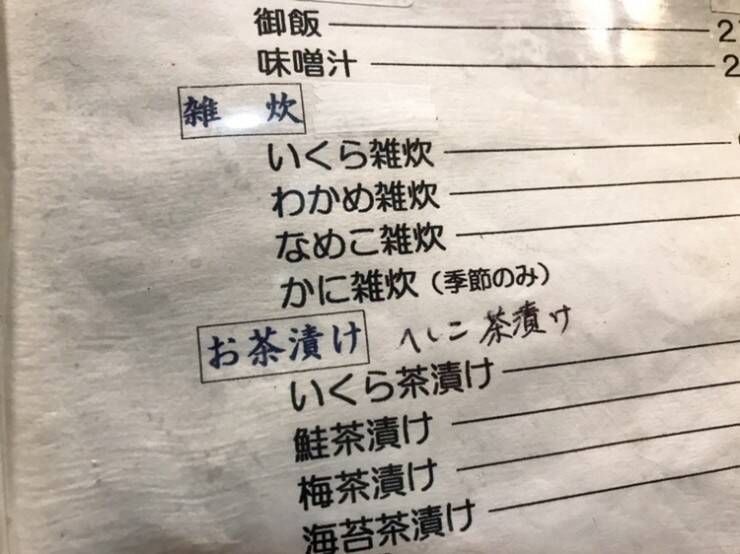 御飯 2
味噌汁 2
雑 炊
いくら雑炊
わかめ雑炊
なめこ雑炊
かに雑炊（季節のみ）
お茶漬け へしこ茶漬け
いくら茶漬け
鮭茶漬け
梅茶漬け
海苔茶漬け